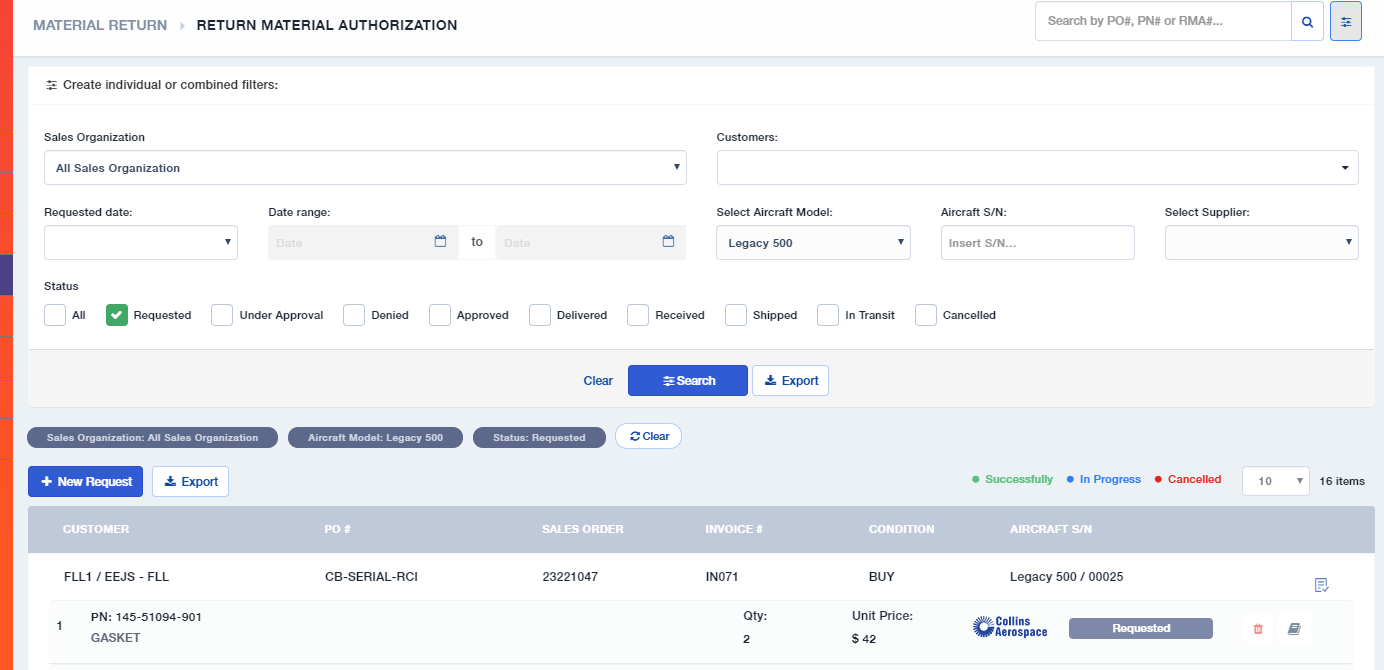 MATERIAL RETURN RETURN MATERIAL AUTHORIZATION
Search by PO#, PN# or RMA#...
Create individual or combined filters:
Sales Organization
Customers:
All Sales Organization
Requested date:
Date range:
Select Aircraft Model:
Aircraft S/N:
Select Supplier:
Date to Date
Legacy 500
Insert S/N...
Status
All Requested Under Approval Denied Approved Delivered Received Shipped In Transit Cancelled
Clear Search Export
Sales Organization: All Sales Organization Aircraft Model: Legacy 500 Status: Requested Clear
New Request Export
Successfully In Progress Cancelled 10 16 items
CUSTOMER PO # SALES ORDER INVOICE # CONDITION AIRCRAFT S/N
FLL1 / EEJS - FLL CB-SERIAL-RCI 23221047 IN071 BUY Legacy 500 / 00025
1
PN: 145-51094-901
GASKET
Qty:
2
Unit Price:
$ 42
Collins
Aerospace
Requested